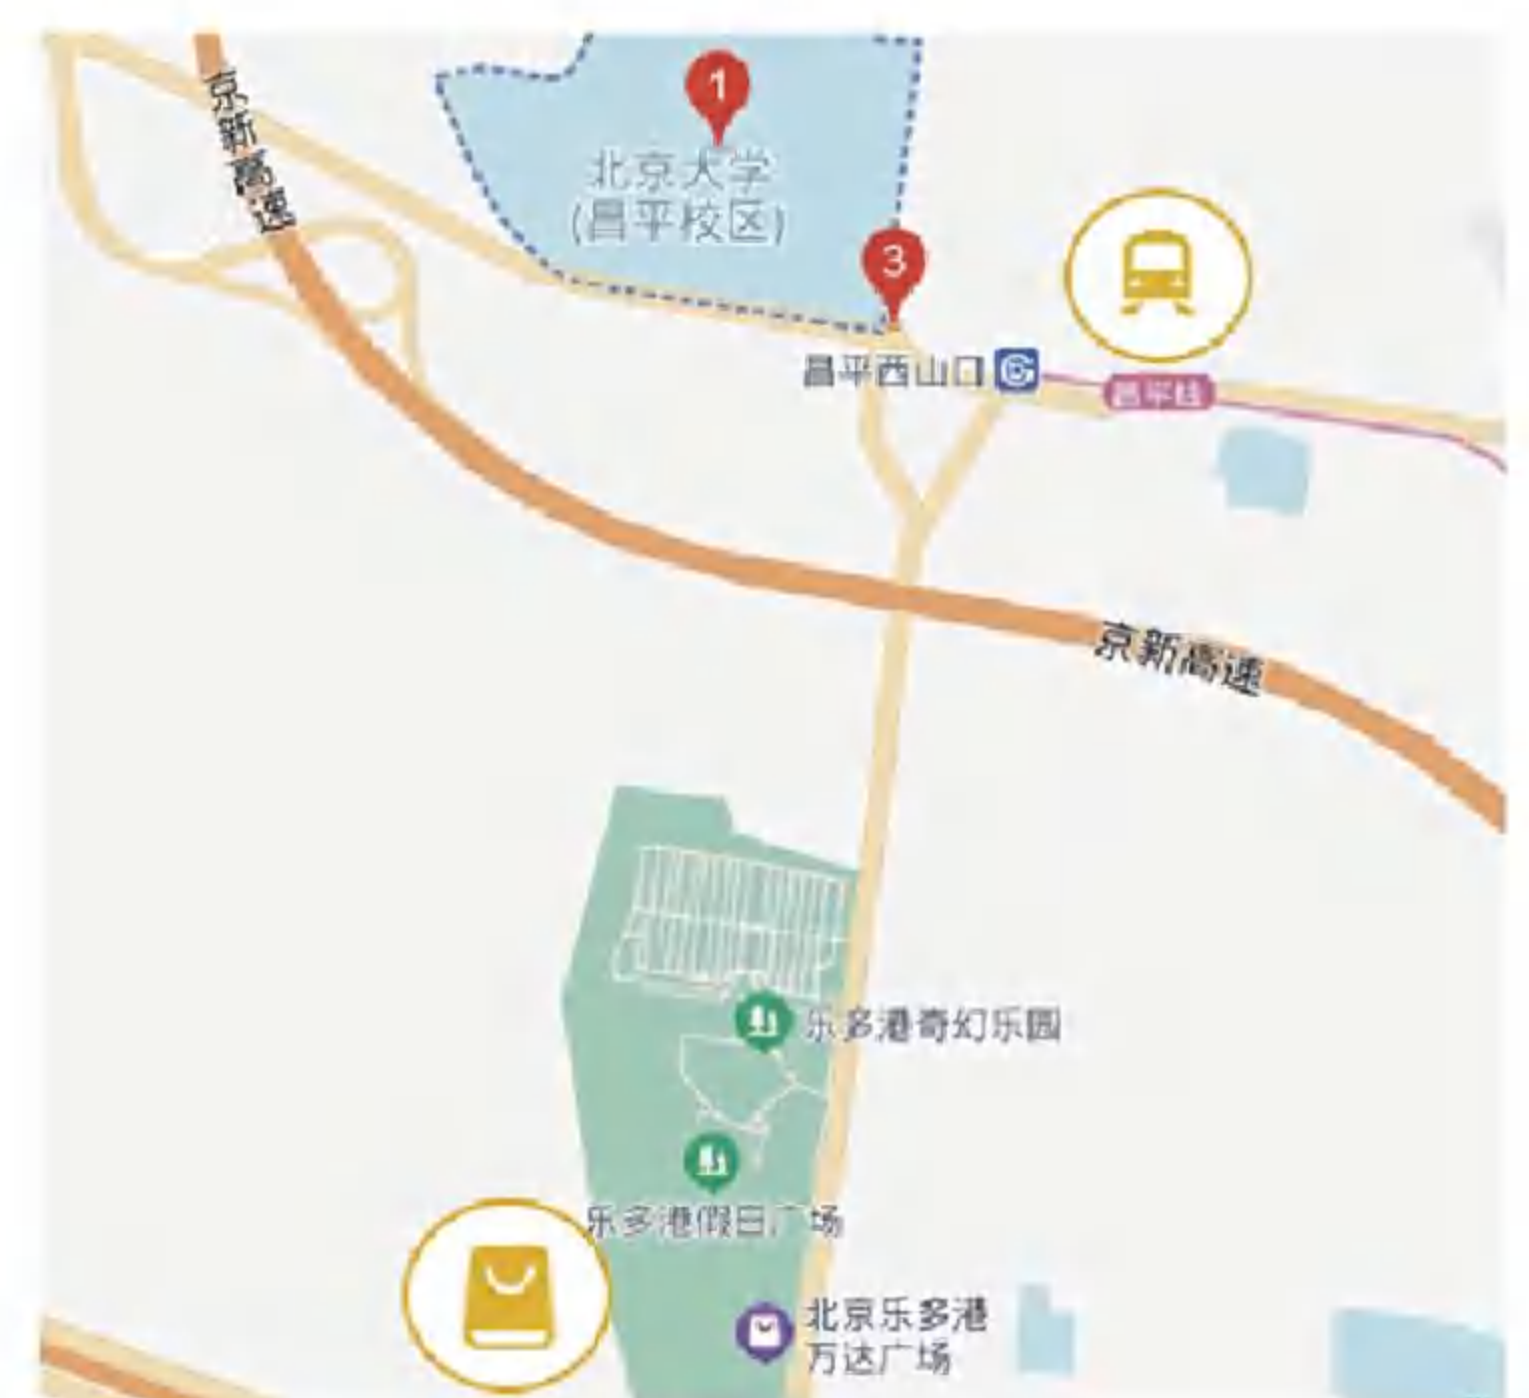 1
京新高速
北京大学
(昌平校区)
3
昌平西山口
昌平线
京新高速
乐多港奇幻乐园
乐多港假日广场
北京乐多港
万达广场